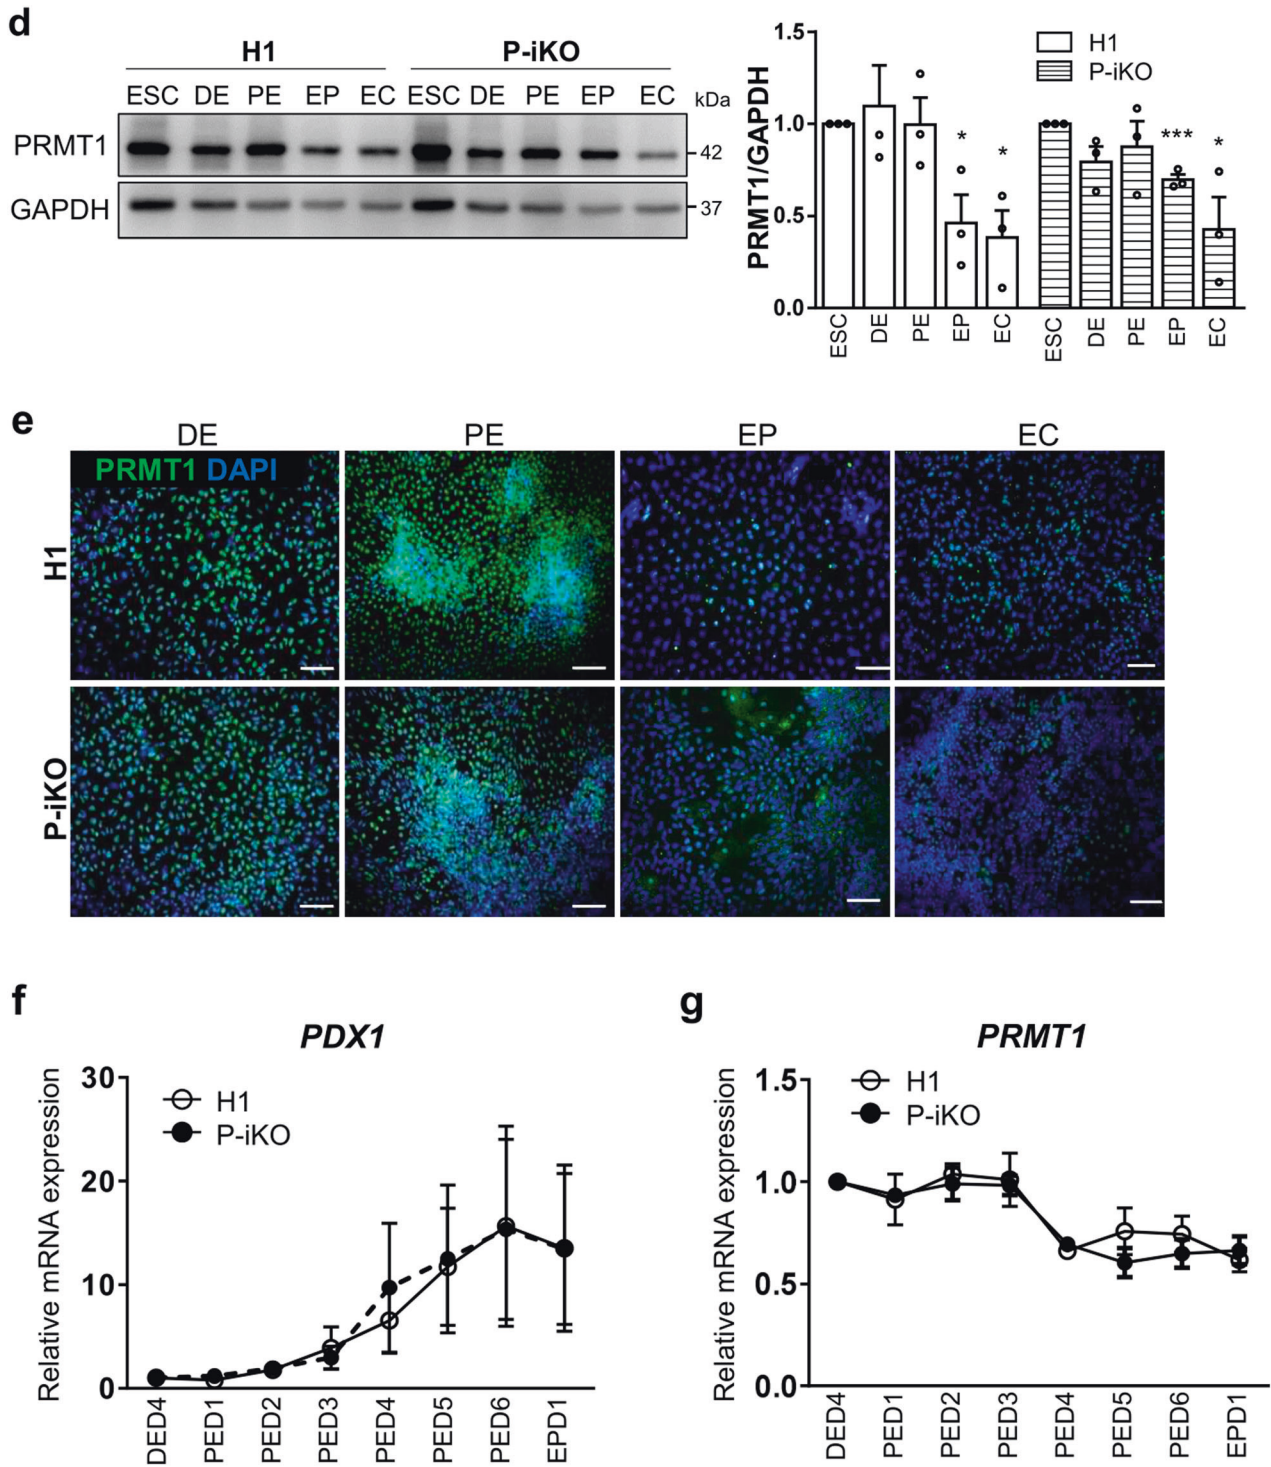 d
H1 P-iKO
ESC DE PE EP EC ESC DE PE EP EC kDa
PRMT1 42
GAPDH 37
PRMT1/GAPDH
1.5
1.0
0.5
0.0
H1
P-iKO
* * *** *
ESC DE PE EP EC ESC DE PE EP EC
e
DE PE EP EC
PRMT1 DAPI
H1
P-iKO
f
PDX1
Relative mRNA expression
30
20
10
0
H1
P-iKO
DED4 PED1 PED2 PED3 PED4 PED5 PED6 EPD1
g
PRMT1
Relative mRNA expression
1.5
1.0
0.5
0.0
H1
P-iKO
DED4 PED1 PED2 PED3 PED4 PED5 PED6 EPD1